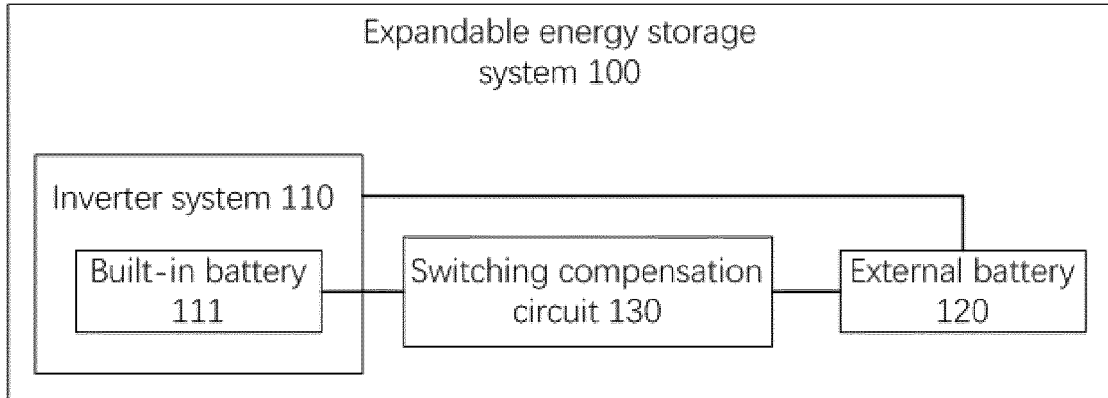 Expandable energy storage
system 100
Inverter system 110
Built-in battery
111
Switching compensation
circuit 130
External battery
120